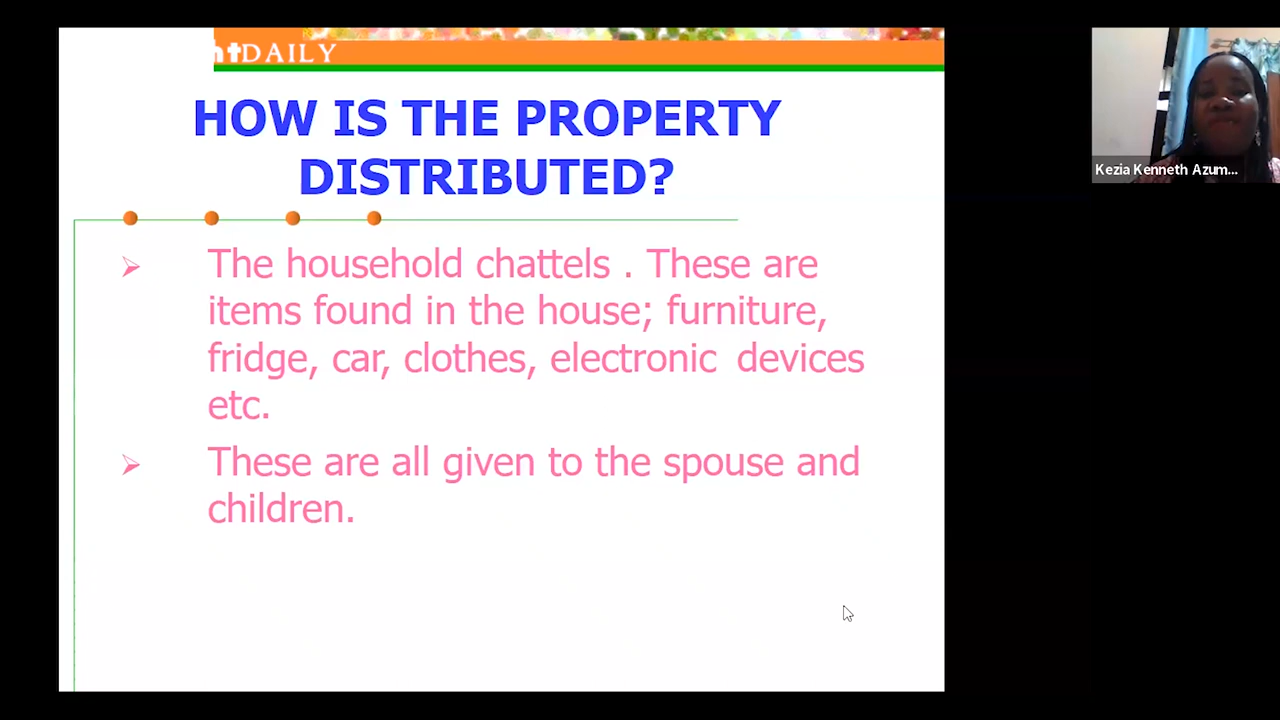 htDAILY
HOW IS THE PROPERTY
DISTRIBUTED?
The household chattels . These are
items found in the house; furniture,
fridge, car, clothes, electronic devices
etc.
These are all given to the spouse and
children.
Kezia Kenneth Azum...